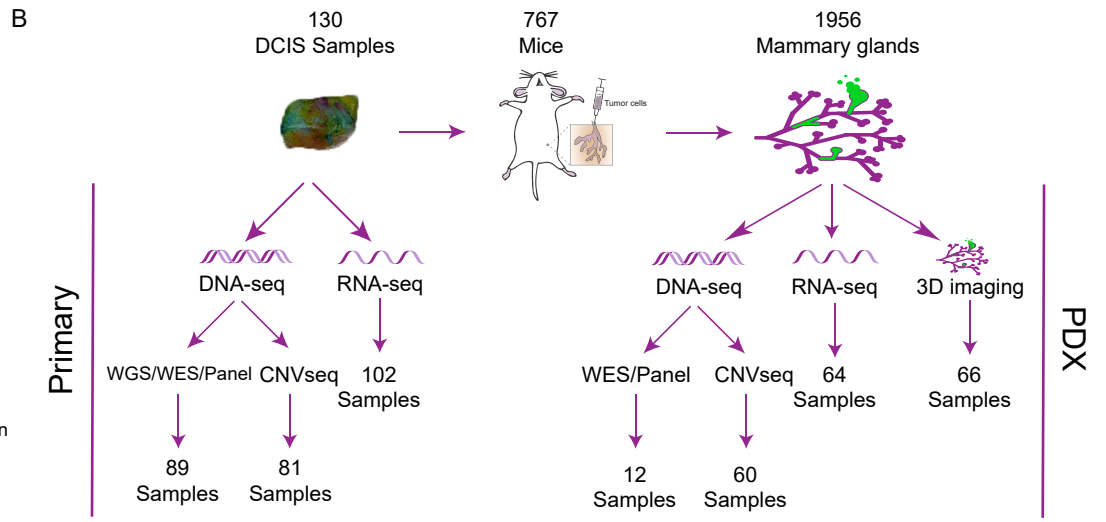 B
130
DCIS Samples
767
Mice
1956
Mammary glands
Tumor cells
Primary
DNA-seq
RNA-seq
WGS/WES/Panel
CNVseq
102
Samples
89
Samples
81
Samples
DNA-seq
RNA-seq
3D imaging
WES/Panel
CNVseq
64
Samples
66
Samples
12
Samples
60
Samples
PDX
n